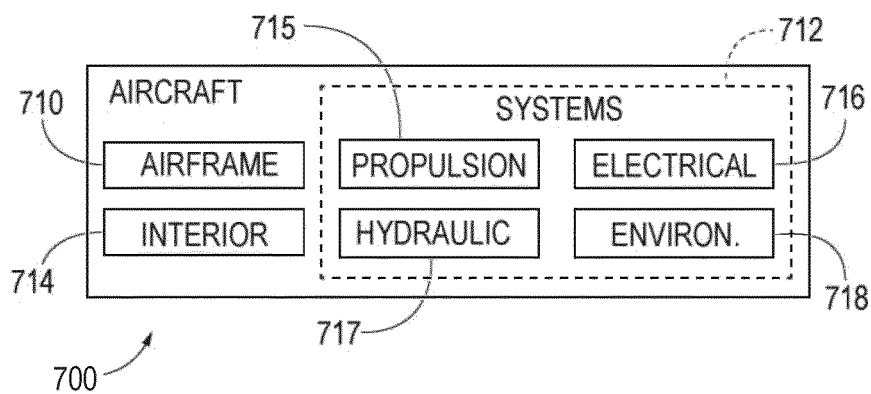 715
712
AIRCRAFT
SYSTEMS
710
716
AIRFRAME
PROPULSION
ELECTRICAL
INTERIOR
HYDRAULIC
ENVIRON.
714
718
717
700